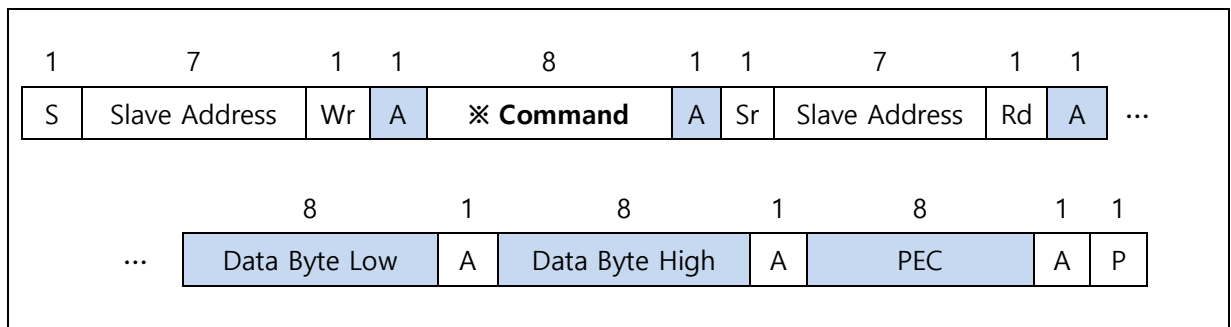 1 7 1 1 8 1 1 7 1 1
S Slave Address Wr A ※ Command A Sr Slave Address Rd A ⋯
8 1 8 1 8 1 1
⋯ Data Byte Low A Data Byte High A PEC A P